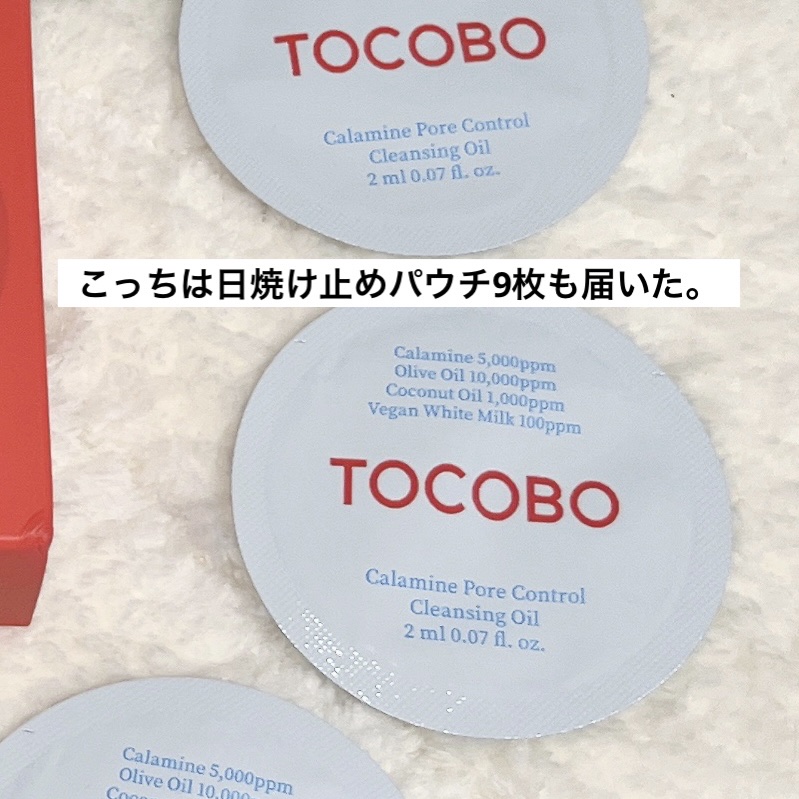 TOCOBO
Calamine Pore Control
Cleansing Oil
2 ml 0.07 fl. oz.
こっちは日焼け止めパウチ9枚も届いた。
Calamine 5,000ppm
Olive Oil 10,000ppm
Coconut Oil 1,000ppm
Vegan White Milk 100ppm
TOCOBO
Calamine Pore Control
Cleansing Oil
2 ml 0.07 fl. oz.
Calamine 5,000ppm
Olive Oil